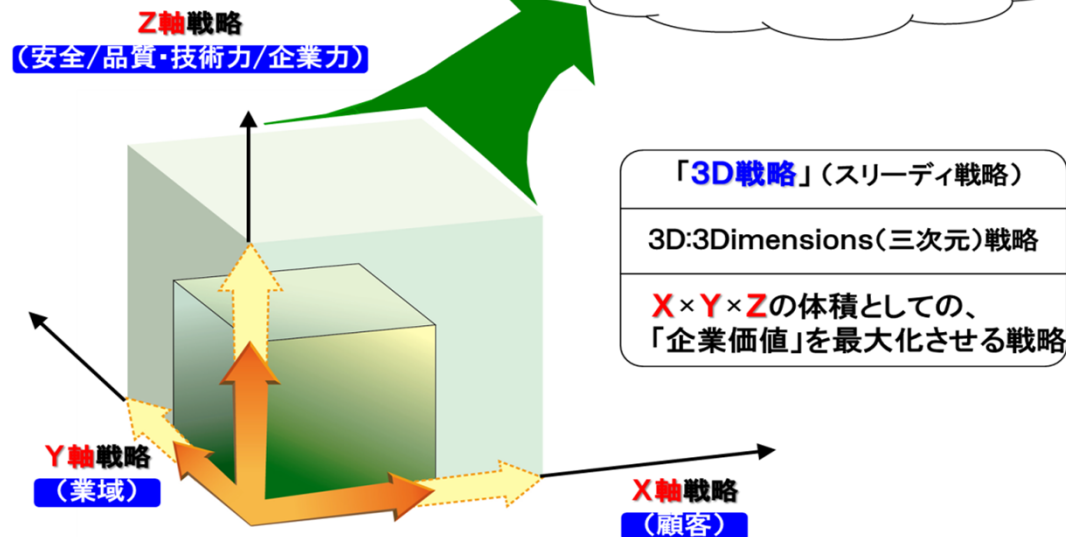 Z軸戦略
(安全/品質・技術力/企業力)
「3D戦略」(スリーディ戦略)
3D:3Dimensions(三次元)戦略
X×Y×Zの体積としての、
「企業価値」を最大化させる戦略
Y軸戦略
(業域)
X軸戦略
(顧客)